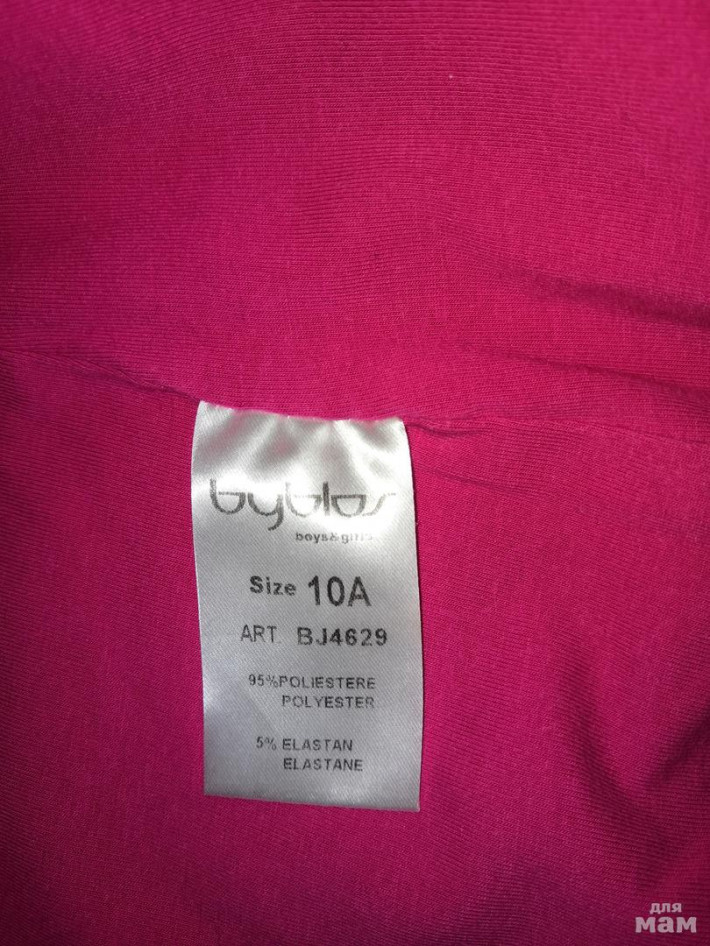 byblos
boys&girls
Size 10A
ART. BJ4629
95%POLIESTERE
POLYESTER
5% ELASTAN
ELASTANE
для
мам